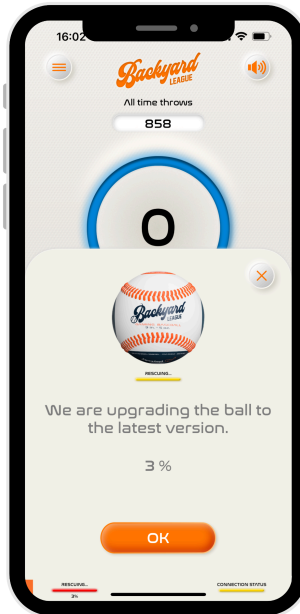 16:02
Backyard
LEAGUE
All time throws
858
0
Backyard
LEAGUE
RESCUING...
We are upgrading the ball to
the latest version.
3 %
OK
RESCUING...
CONNECTION STATUS
3%